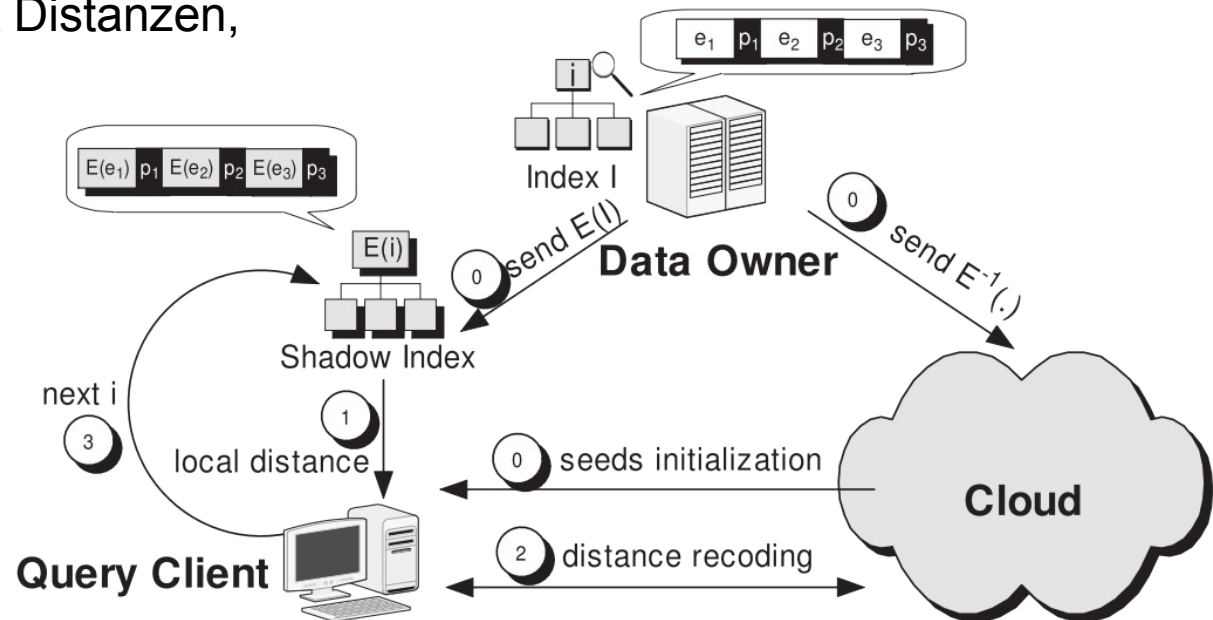 Distanzen,
e₁ p₁ e₂ p₂ e₃ p₃
i
Index I
Data Owner
E(e₁) p₁ E(e₂) p₂ E(e₃) p₃
E(i)
Shadow Index
0 send E(I)
0 send E⁻¹(.)
next i
3
1
local distance
0 seeds initialization
Cloud
Query Client
2 distance recoding